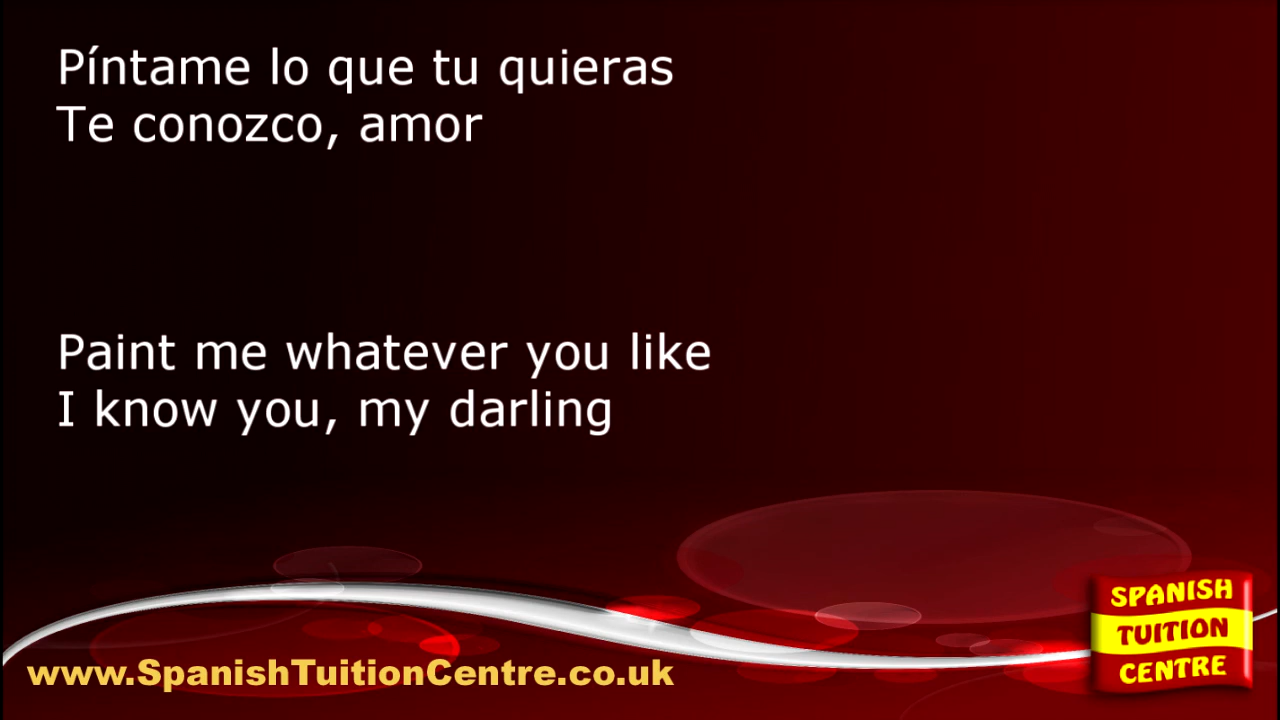 Píntame lo que tu quieras
Te conozco, amor
Paint me whatever you like
I know you, my darling
www.SpanishTuitionCentre.co.uk
SPANISH
TUITION
CENTRE